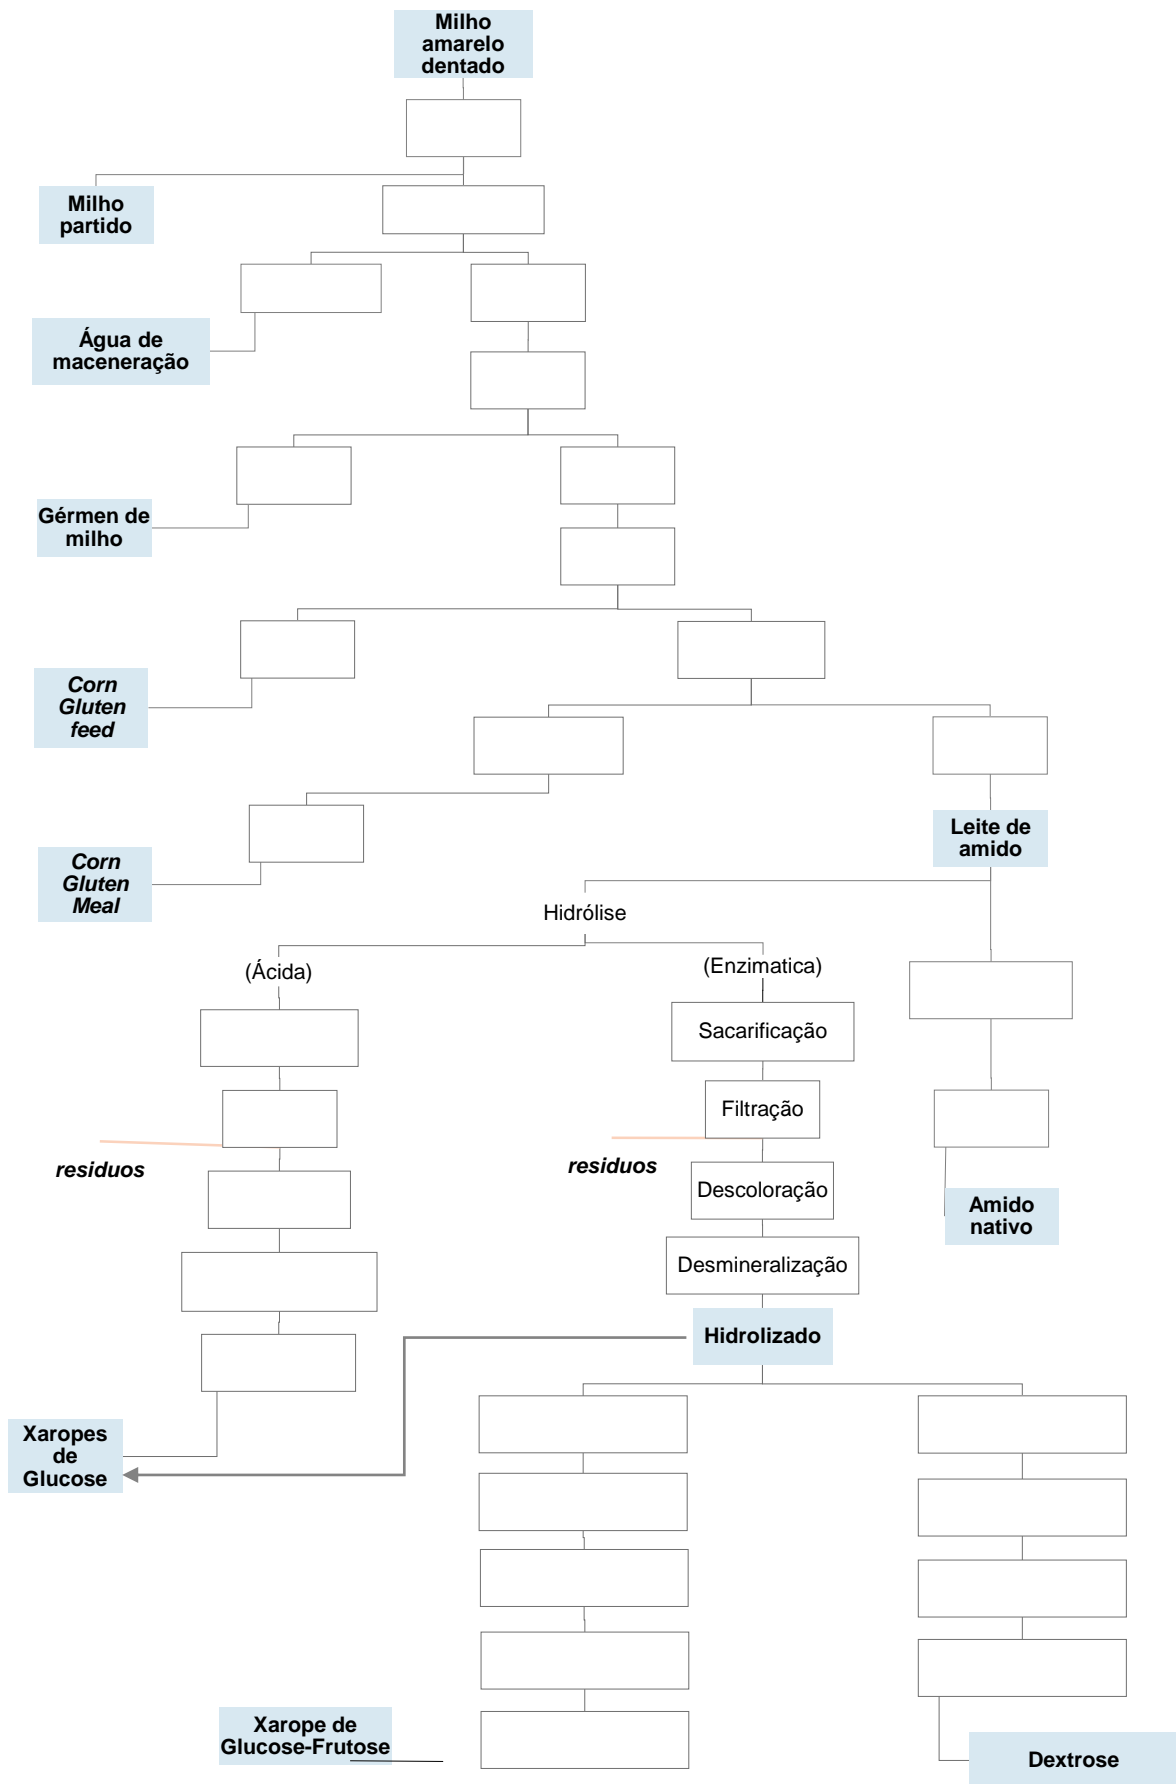 Milho
amarelo
dentado
Milho
partido
Água de
maceneração
Gérmen de
milho
Corn
Gluten
feed
Corn
Gluten
Meal
Leite de
amido
Hidrólise
(Ácida)
(Enzimatica)
Sacarificação
Filtração
residuos
residuos
Descoloração
Amido
nativo
Desmineralização
Hidrolizado
Xaropes
de
Glucose
Xarope de
Glucose-Frutose
Dextrose